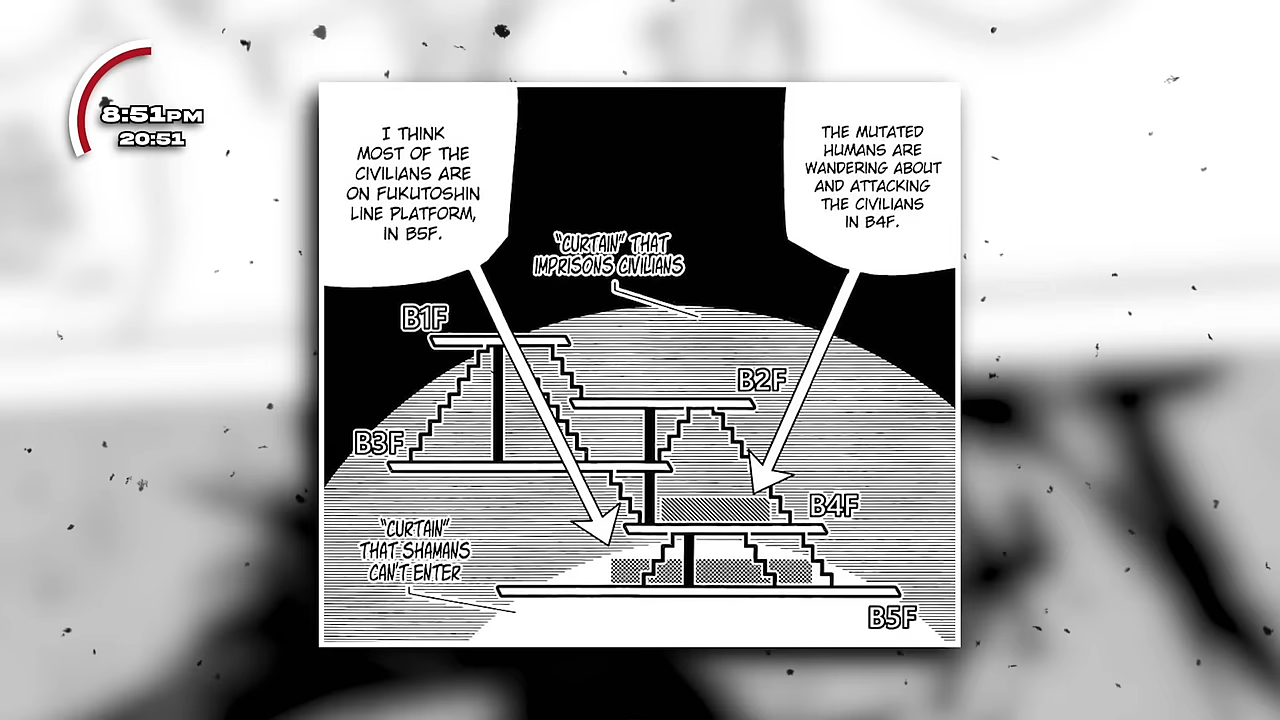 8:51PM
20:51
I THINK
MOST OF THE
CIVILIANS ARE
ON FUKUTOSHIN
LINE PLATFORM,
IN B5F.
THE MUTATED
HUMANS ARE
WANDERING ABOUT
AND ATTACKING
THE CIVILIANS
IN B4F.
"CURTAIN" THAT
IMPRISONS CIVILIANS
B1F
B2F
B3F
B4F
"CURTAIN"
THAT SHAMANS
CAN'T ENTER
B5F